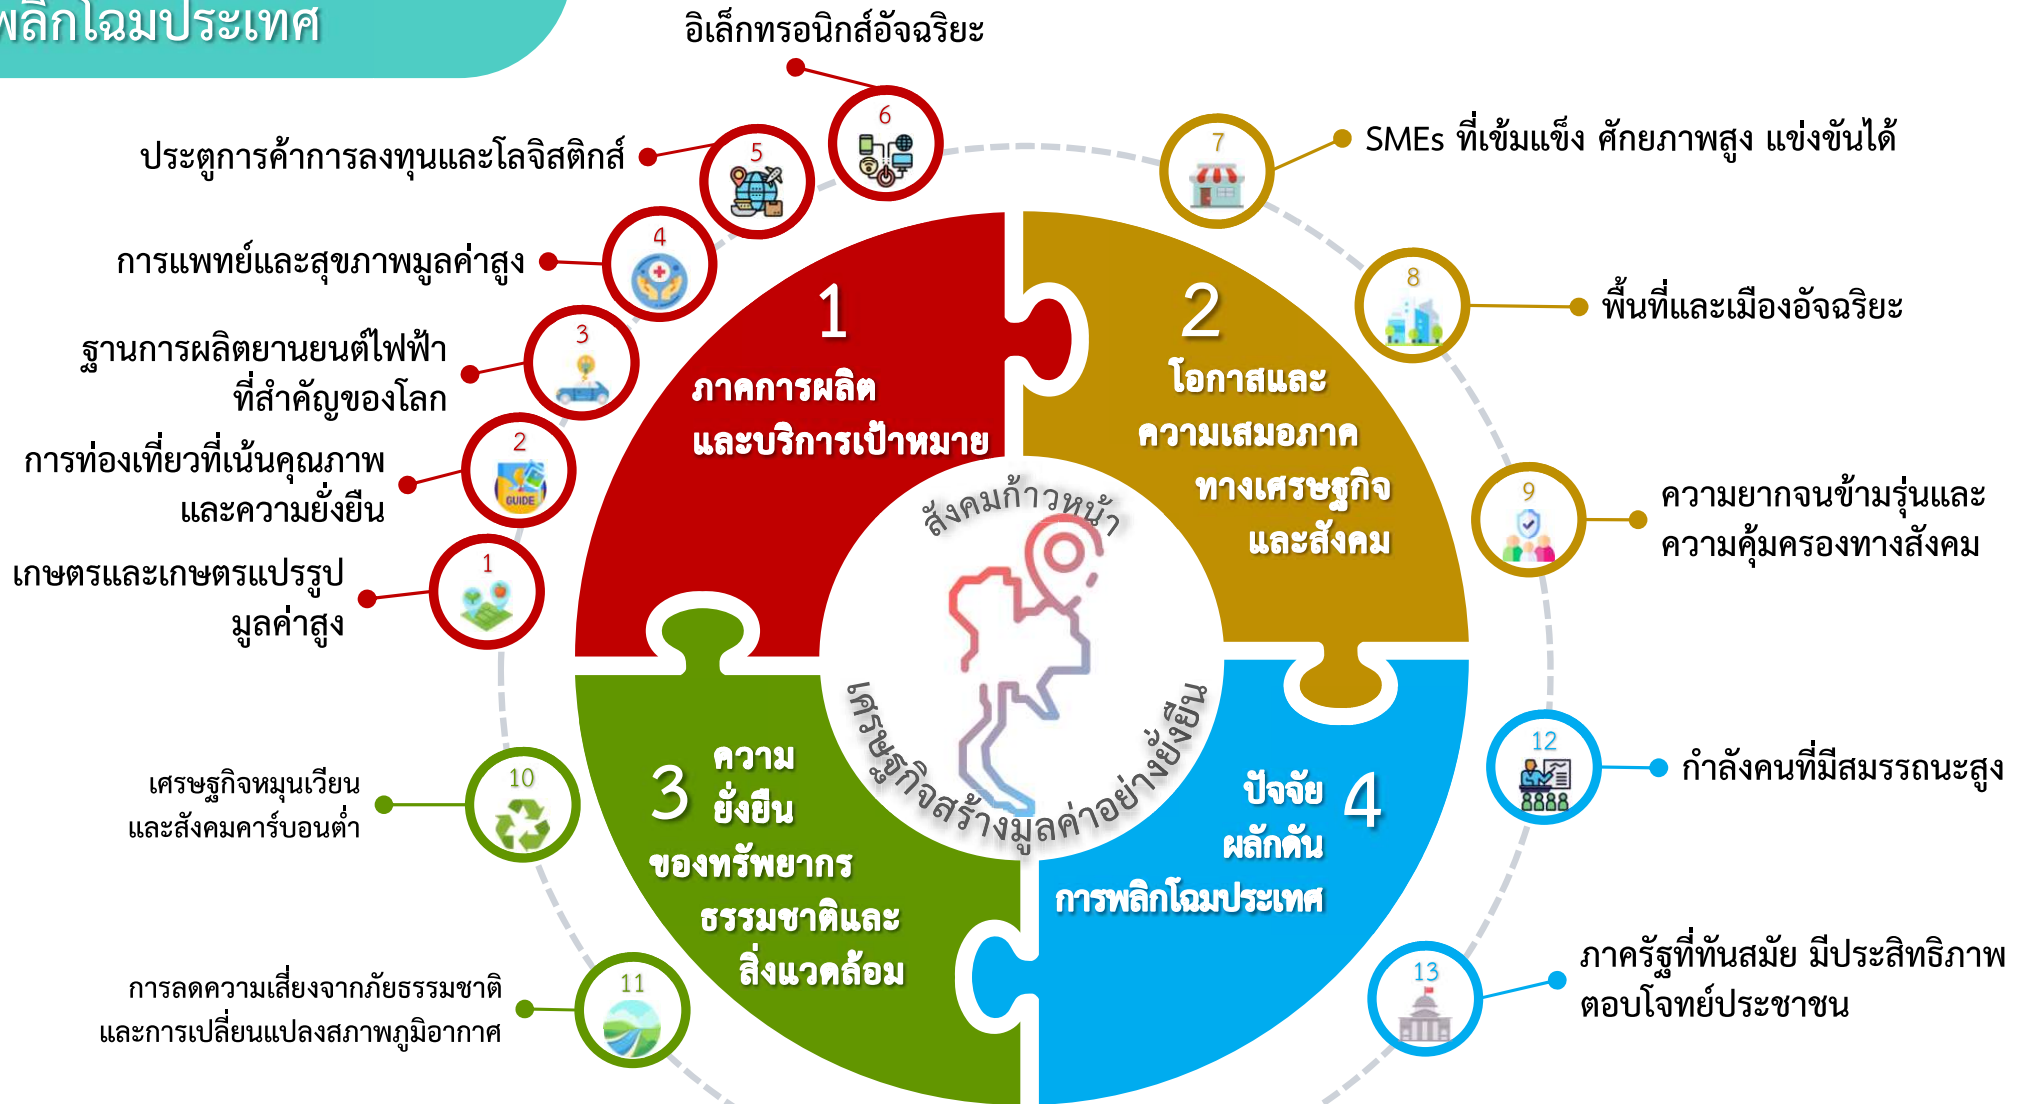 พลิกโฉมประเทศ
อิเล็กทรอนิกส์อัจฉริยะ
6
ประตูการค้าการลงทุนและโลจิสติกส์
5
การแพทย์และสุขภาพมูลค่าสูง
4
ฐานการผลิตยานยนต์ไฟฟ้า
ที่สำคัญของโลก
3
การท่องเที่ยวที่เน้นคุณภาพ
และความยั่งยืน
2
GUIDE
เกษตรและเกษตรแปรรูป
มูลค่าสูง
1
7
SMEs ที่เข้มแข็ง ศักยภาพสูง แข่งขันได้
8
พื้นที่และเมืองอัจฉริยะ
9
ความยากจนข้ามรุ่นและ
ความคุ้มครองทางสังคม
1
ภาคการผลิต
และบริการเป้าหมาย
2
โอกาสและ
ความเสมอภาค
ทางเศรษฐกิจ
และสังคม
สังคมก้าวหน้า
เศรษฐกิจสร้างมูลค่าอย่างยั่งยืน
3
ความ
ยั่งยืน
ของทรัพยากร
ธรรมชาติและ
สิ่งแวดล้อม
4
ปัจจัย
ผลักดัน
การพลิกโฉมประเทศ
10
เศรษฐกิจหมุนเวียน
และสังคมคาร์บอนต่ำ
11
การลดความเสี่ยงจากภัยธรรมชาติ
และการเปลี่ยนแปลงสภาพภูมิอากาศ
12
กำลังคนที่มีสมรรถนะสูง
13
ภาครัฐที่ทันสมัย มีประสิทธิภาพ
ตอบโจทย์ประชาชน